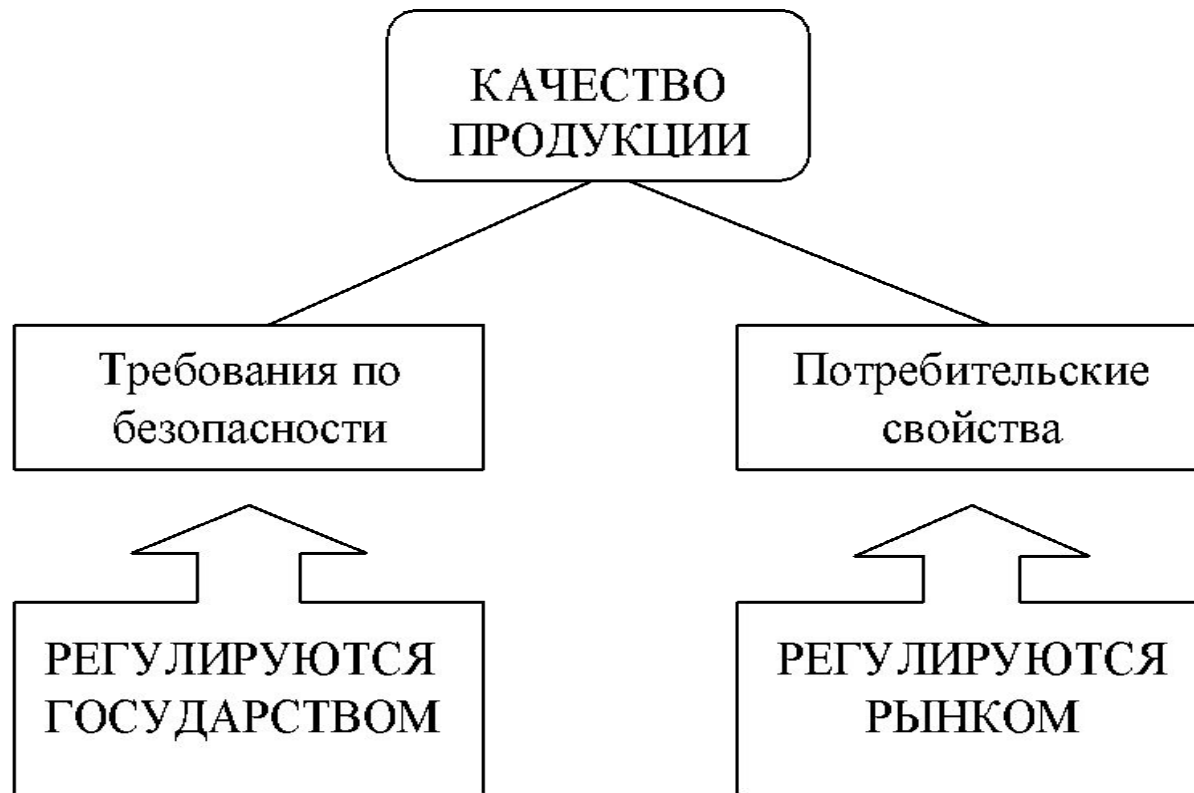 КАЧЕСТВО
ПРОДУКЦИИ
Требования по
безопасности
Потребительские
свойства
РЕГУЛИРУЮТСЯ
ГОСУДАРСТВОМ
РЕГУЛИРУЮТСЯ
РЫНКОМ